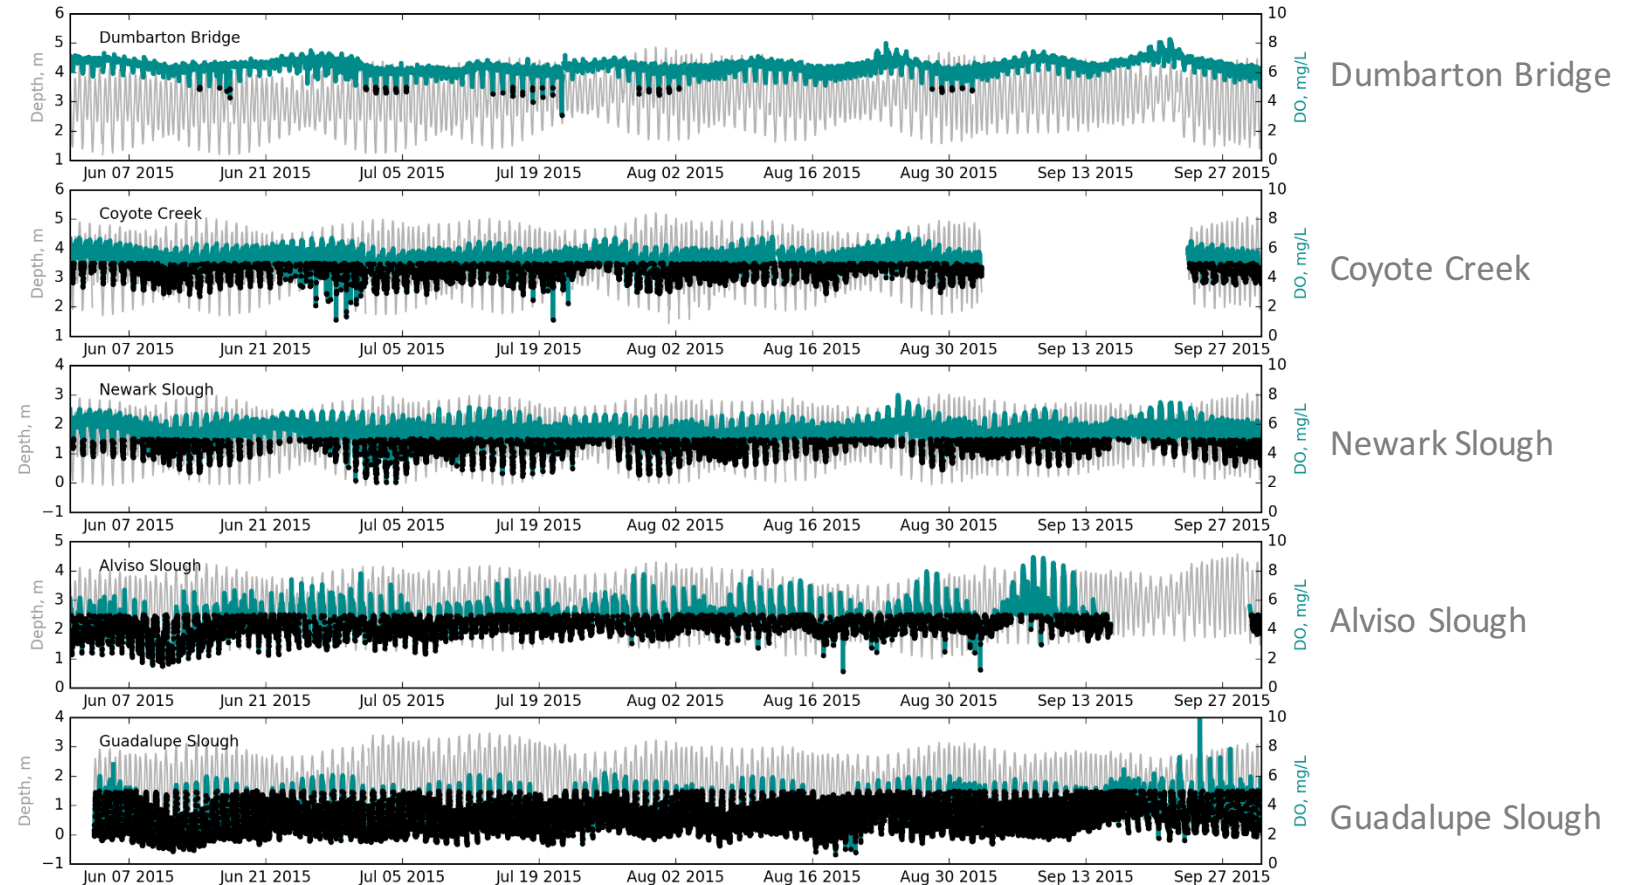 6 5 4 3 2 1
Depth, m
Dumbarton Bridge
10 8 6 4 2 0
DO, mg/L
Dumbarton Bridge
Jun 07 2015 Jun 21 2015 Jul 05 2015 Jul 19 2015 Aug 02 2015 Aug 16 2015 Aug 30 2015 Sep 13 2015 Sep 27 2015
6 5 4 3 2 1
Depth, m
Coyote Creek
10 8 6 4 2 0
DO, mg/L
Coyote Creek
Jun 07 2015 Jun 21 2015 Jul 05 2015 Jul 19 2015 Aug 02 2015 Aug 16 2015 Aug 30 2015 Sep 13 2015 Sep 27 2015
4 3 2 1 0 −1
Depth, m
Newark Slough
10 8 6 4 2 0
DO, mg/L
Newark Slough
Jun 07 2015 Jun 21 2015 Jul 05 2015 Jul 19 2015 Aug 02 2015 Aug 16 2015 Aug 30 2015 Sep 13 2015 Sep 27 2015
5 4 3 2 1 0
Depth, m
Alviso Slough
10 8 6 4 2 0
DO, mg/L
Alviso Slough
Jun 07 2015 Jun 21 2015 Jul 05 2015 Jul 19 2015 Aug 02 2015 Aug 16 2015 Aug 30 2015 Sep 13 2015 Sep 27 2015
4 3 2 1 0 −1
Depth, m
Guadalupe Slough
10 8 6 4 2 0
DO, mg/L
Guadalupe Slough
Jun 07 2015 Jun 21 2015 Jul 05 2015 Jul 19 2015 Aug 02 2015 Aug 16 2015 Aug 30 2015 Sep 13 2015 Sep 27 2015